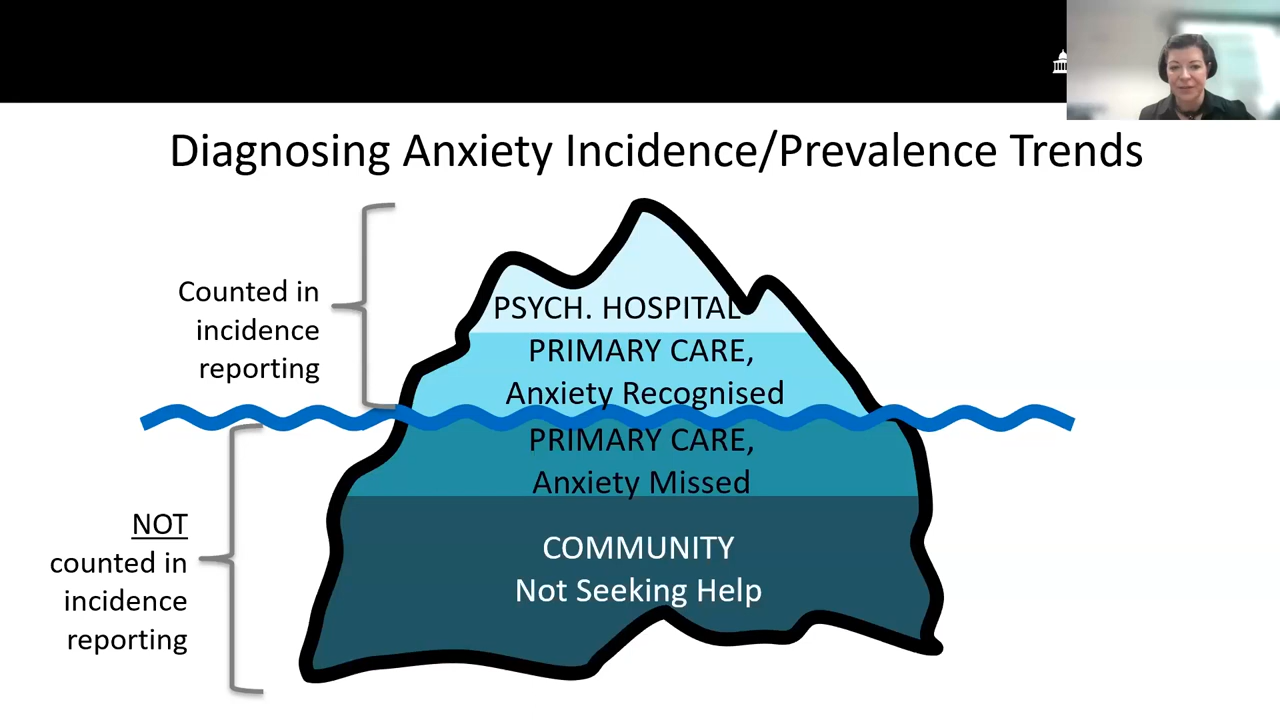 Diagnosing Anxiety Incidence/Prevalence Trends
Counted in
incidence
reporting
PSYCH. HOSPITAL
PRIMARY CARE,
Anxiety Recognised
PRIMARY CARE,
Anxiety Missed
NOT
counted in
incidence
reporting
COMMUNITY
Not Seeking Help